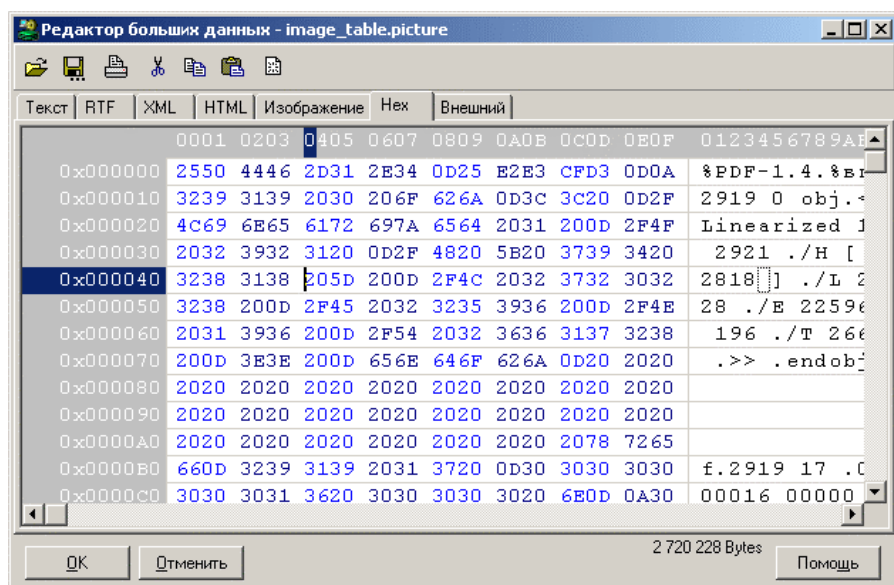 Редактор больших данных - image_table.picture
Текст RTF XML HTML Изображение Hex Внешний
0001 0203 0405 0607 0809 0A0B 0C0D 0E0F 0123456789AB
0x000000 2550 4446 2D31 2E34 0D25 E2E3 CFD3 0D0A %PDF-1.4.%вг
0x000010 3239 3139 2030 206F 626A 0D3C 3C20 0D2F 2919 0 obj.<
0x000020 4C69 6E65 6172 697A 6564 2031 200D 2F4F Linearized 1
0x000030 2032 3932 3120 0D2F 4820 5B20 3739 3420 2921 ./H [
0x000040 3238 3138 205D 200D 2F4C 2032 3732 3032 2818 ] ./L 2
0x000050 3238 200D 2F45 2032 3235 3936 200D 2F4E 28 ./E 22596
0x000060 2031 3936 200D 2F54 2032 3636 3137 3238 196 ./T 266
0x000070 200D 3E3E 200D 656E 646F 626A 0D20 2020 .>> .endobj
0x000080 2020 2020 2020 2020 2020 2020 2020 2020
0x000090 2020 2020 2020 2020 2020 2020 2020 2020
0x0000A0 2020 2020 2020 2020 2020 2020 2078 7265
0x0000B0 660D 3239 3139 2031 3720 0D30 3030 3030 f.2919 17 .0
0x0000C0 3030 3031 3620 3030 3030 3020 6E0D 0A30 00016 00000
2 720 228 Bytes
OK Отменить Помощь